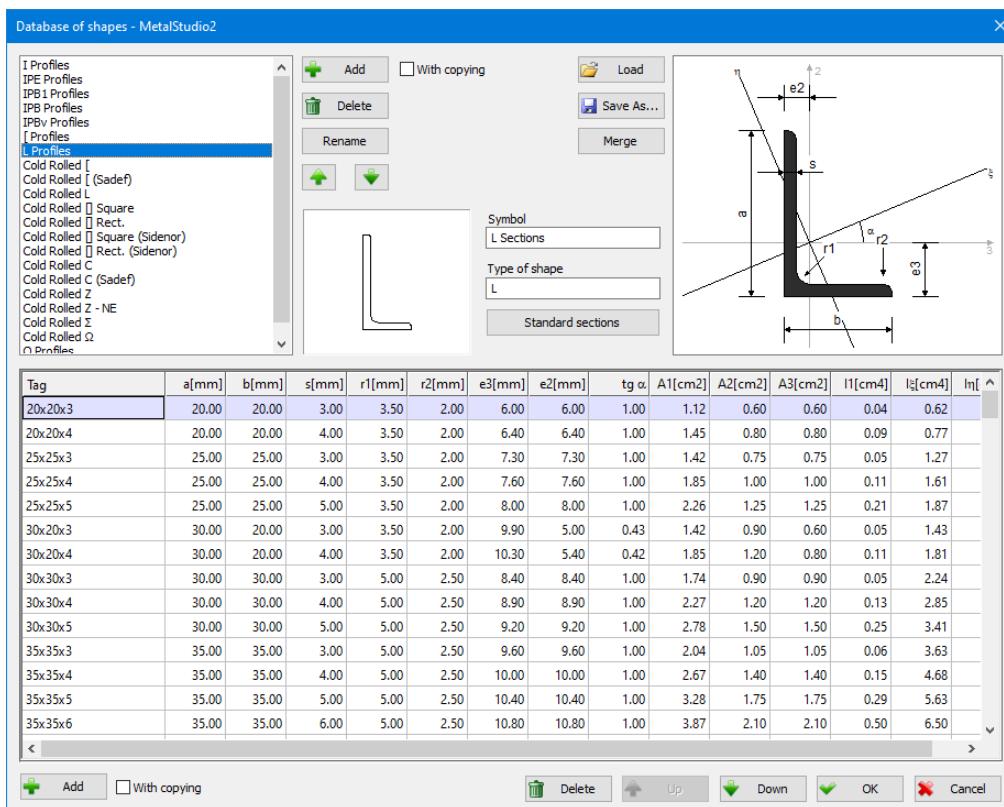 Database of shapes - MetalStudio2
I Profiles
IPE Profiles
IPB1 Profiles
IPB Profiles
IPBv Profiles
[ Profiles
L Profiles
Cold Rolled [
Cold Rolled [ (Sadef)
Cold Rolled L
Cold Rolled [] Square
Cold Rolled [] Rect.
Cold Rolled [] Square (Sidenor)
Cold Rolled [] Rect. (Sidenor)
Cold Rolled C
Cold Rolled C (Sadef)
Cold Rolled Z
Cold Rolled Z - NE
Cold Rolled Σ
Cold Rolled Ω
O Profiles
Add
With copying
Delete
Rename
Load
Save As...
Merge
Symbol
L Sections
Type of shape
L
Standard sections
η
2
e2
s
a
ξ
α
r2
r1
3
e3
b
Tag a[mm] b[mm] s[mm] r1[mm] r2[mm] e3[mm] e2[mm] tg α A1[cm2] A2[cm2] A3[cm2] I1[cm4] Iξ[cm4] Iη[
20x20x3 20.00 20.00 3.00 3.50 2.00 6.00 6.00 1.00 1.12 0.60 0.60 0.04 0.62
20x20x4 20.00 20.00 4.00 3.50 2.00 6.40 6.40 1.00 1.45 0.80 0.80 0.09 0.77
25x25x3 25.00 25.00 3.00 3.50 2.00 7.30 7.30 1.00 1.42 0.75 0.75 0.05 1.27
25x25x4 25.00 25.00 4.00 3.50 2.00 7.60 7.60 1.00 1.85 1.00 1.00 0.11 1.61
25x25x5 25.00 25.00 5.00 3.50 2.00 8.00 8.00 1.00 2.26 1.25 1.25 0.21 1.87
30x20x3 30.00 20.00 3.00 3.50 2.00 9.90 5.00 0.43 1.42 0.90 0.60 0.05 1.43
30x20x4 30.00 20.00 4.00 3.50 2.00 10.30 5.40 0.42 1.85 1.20 0.80 0.11 1.81
30x30x3 30.00 30.00 3.00 5.00 2.50 8.40 8.40 1.00 1.74 0.90 0.90 0.05 2.24
30x30x4 30.00 30.00 4.00 5.00 2.50 8.90 8.90 1.00 2.27 1.20 1.20 0.13 2.85
30x30x5 30.00 30.00 5.00 5.00 2.50 9.20 9.20 1.00 2.78 1.50 1.50 0.25 3.41
35x35x3 35.00 35.00 3.00 5.00 2.50 9.60 9.60 1.00 2.04 1.05 1.05 0.06 3.63
35x35x4 35.00 35.00 4.00 5.00 2.50 10.00 10.00 1.00 2.67 1.40 1.40 0.15 4.68
35x35x5 35.00 35.00 5.00 5.00 2.50 10.40 10.40 1.00 3.28 1.75 1.75 0.29 5.63
35x35x6 35.00 35.00 6.00 5.00 2.50 10.80 10.80 1.00 3.87 2.10 2.10 0.50 6.50
Add
With copying
Delete
Up
Down
OK
Cancel